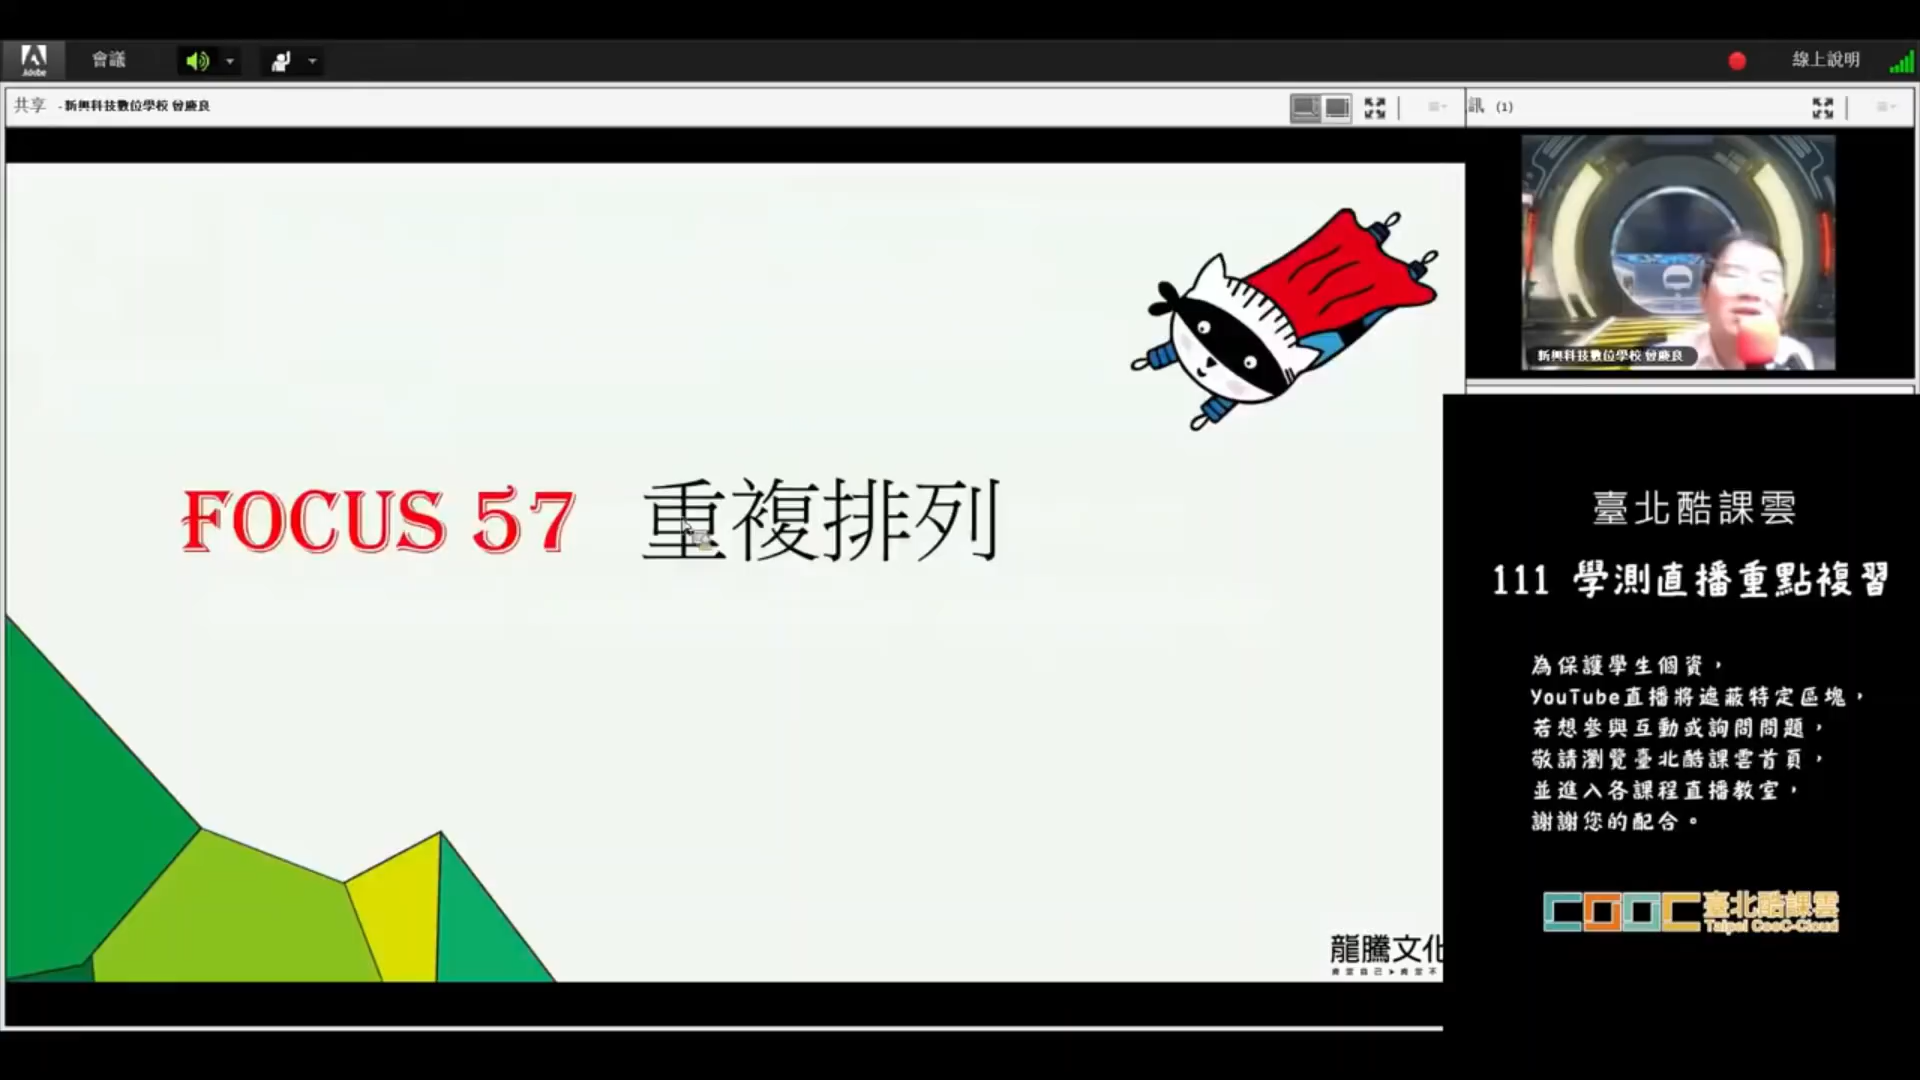 Adobe
會議
線上說明
共享 - 新興科技數位學校 曾慶良
訊 (1)
新興科技數位學校 曾慶良
FOCUS 57 重複排列
龍騰文化
臺北酷課雲
111 學測直播重點複習
為保護學生個資，
YouTube直播將遮蔽特定區塊，
若想參與互動或詢問問題，
敬請瀏覽臺北酷課雲首頁，
並進入各課程直播教室，
謝謝您的配合。
COOC 臺北酷課雲
Taipei CooC-Cloud